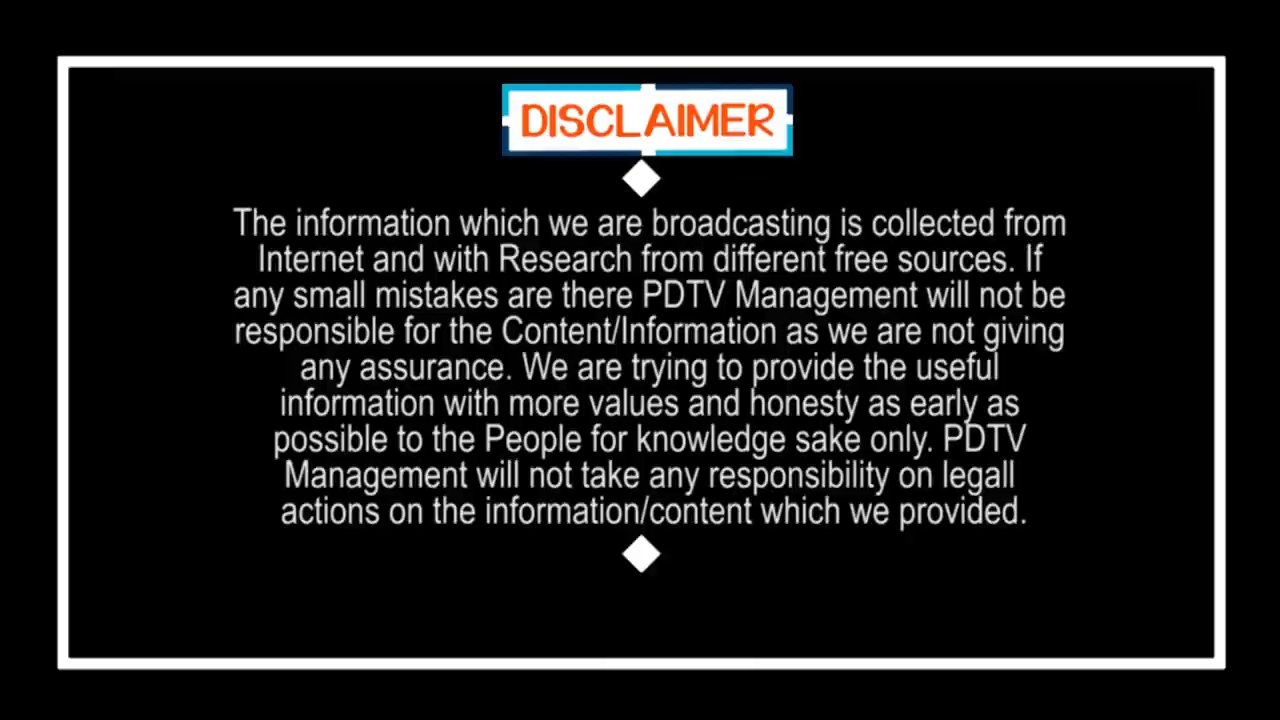 DISCLAIMER
The information which we are broadcasting is collected from
Internet and with Research from different free sources. If
any small mistakes are there PDTV Management will not be
responsible for the Content/Information as we are not giving
any assurance. We are trying to provide the useful
information with more values and honesty as early as
possible to the People for knowledge sake only. PDTV
Management will not take any responsibility on legall
actions on the information/content which we provided.